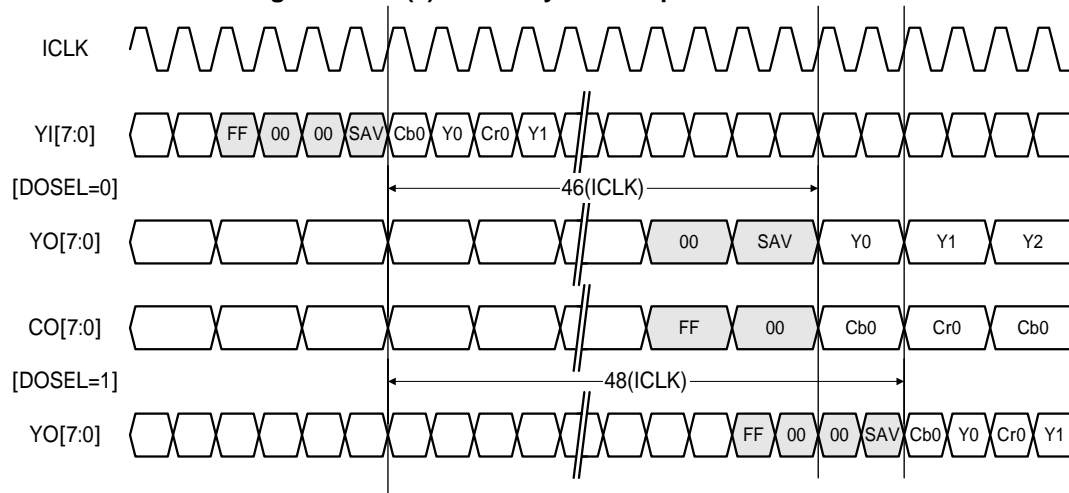 ICLK
YI[7:0] FF 00 00 SAV Cb0 Y0 Cr0 Y1
[DOSEL=0] 46(ICLK)
YO[7:0] 00 SAV Y0 Y1 Y2
CO[7:0] FF 00 Cb0 Cr0 Cb0
[DOSEL=1] 48(ICLK)
YO[7:0] FF 00 00 SAV Cb0 Y0 Cr0 Y1